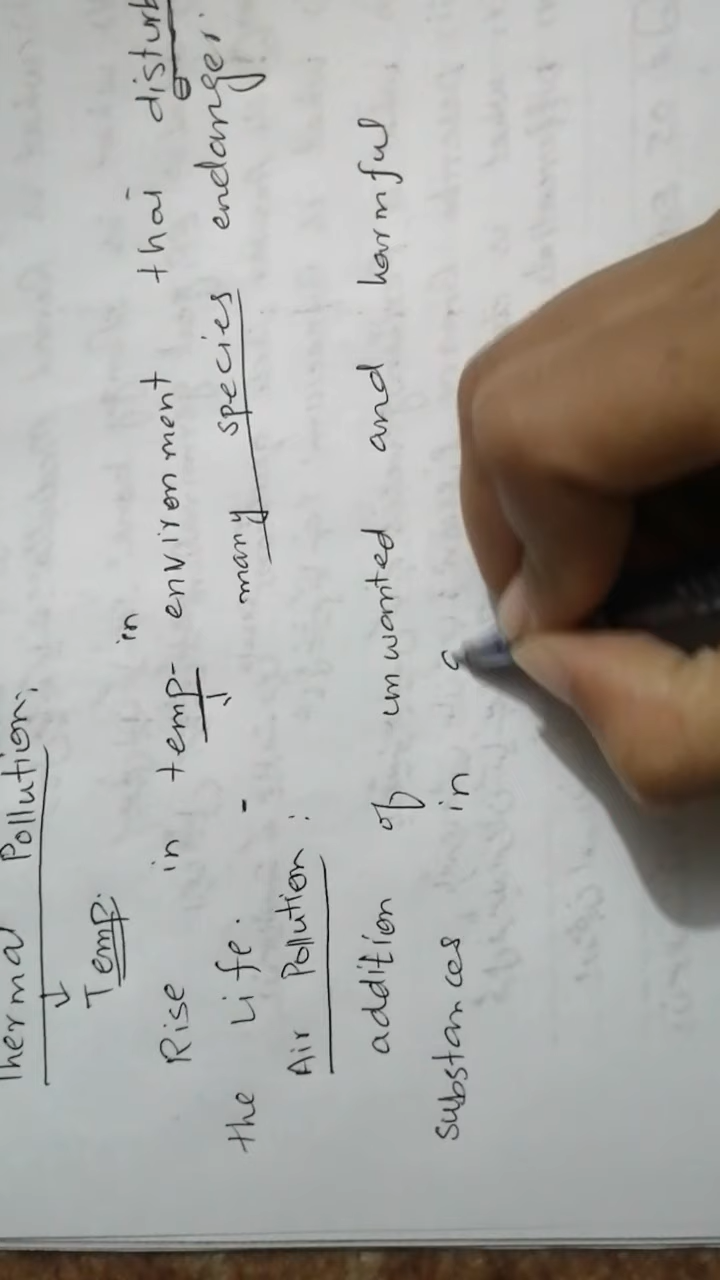 Thermal Pollution;
Temp.
in
Rise in temp- environment that disturb
the Life. - many species endanger.
Air Pollution:
addition of unwanted and harmful
substances in a